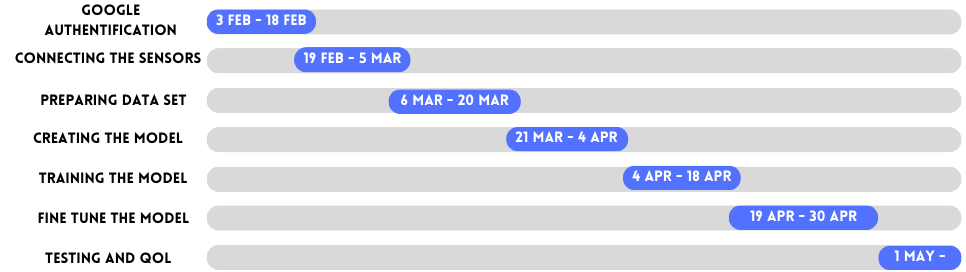 GOOGLE
AUTHENTIFICATION
3 FEB - 18 FEB
CONNECTING THE SENSORS
19 FEB - 5 MAR
PREPARING DATA SET
6 MAR - 20 MAR
CREATING THE MODEL
21 MAR - 4 APR
TRAINING THE MODEL
4 APR - 18 APR
FINE TUNE THE MODEL
19 APR - 30 APR
TESTING AND QOL
1 MAY -